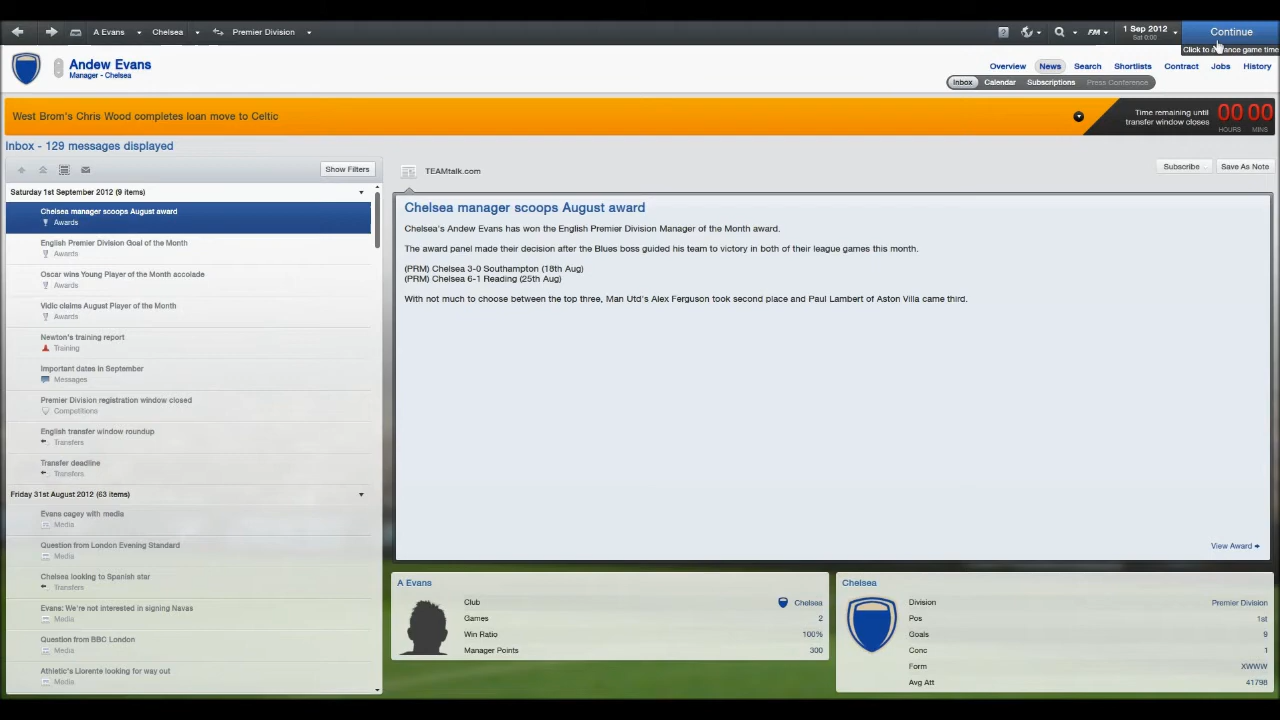 A Evans
Chelsea
Premier Division
FM
1 Sep 2012
Sat 0:00
Continue
Andew Evans
Manager - Chelsea
Overview
News
Search
Shortlists
Contract
Jobs
History
Inbox
Calendar
Subscriptions
Press Conference
West Brom's Chris Wood completes loan move to Celtic
Time remaining until
transfer window closes
00 00
HOURS MINS
Inbox - 129 messages displayed
Show Filters
TEAMtalk.com
Subscribe
Save As Note
Saturday 1st September 2012 (9 items)
Chelsea manager scoops August award
Awards
English Premier Division Goal of the Month
Awards
Oscar wins Young Player of the Month accolade
Awards
Vidic claims August Player of the Month
Awards
Newton's training report
Training
Important dates in September
Messages
Premier Division registration window closed
Competitions
English transfer window roundup
Transfers
Transfer deadline
Transfers
Friday 31st August 2012 (63 items)
Evans cagey with media
Media
Question from London Evening Standard
Media
Chelsea looking to Spanish star
Transfers
Evans: We're not interested in signing Navas
Media
Question from BBC London
Media
Athletic's Llorente looking for way out
Media
Chelsea manager scoops August award
Chelsea's Andew Evans has won the English Premier Division Manager of the Month award.
The award panel made their decision after the Blues boss guided his team to victory in both of their league games this month.
(PRM) Chelsea 3-0 Southampton (18th Aug)
(PRM) Chelsea 6-1 Reading (25th Aug)
With not much to choose between the top three, Man Utd's Alex Ferguson took second place and Paul Lambert of Aston Villa came third.
View Award
A Evans
Club Chelsea
Games 2
Win Ratio 100%
Manager Points 300
Chelsea
Division Premier Division
Pos 1st
Goals 9
Conc 1
Form XWWW
Avg Att 41798